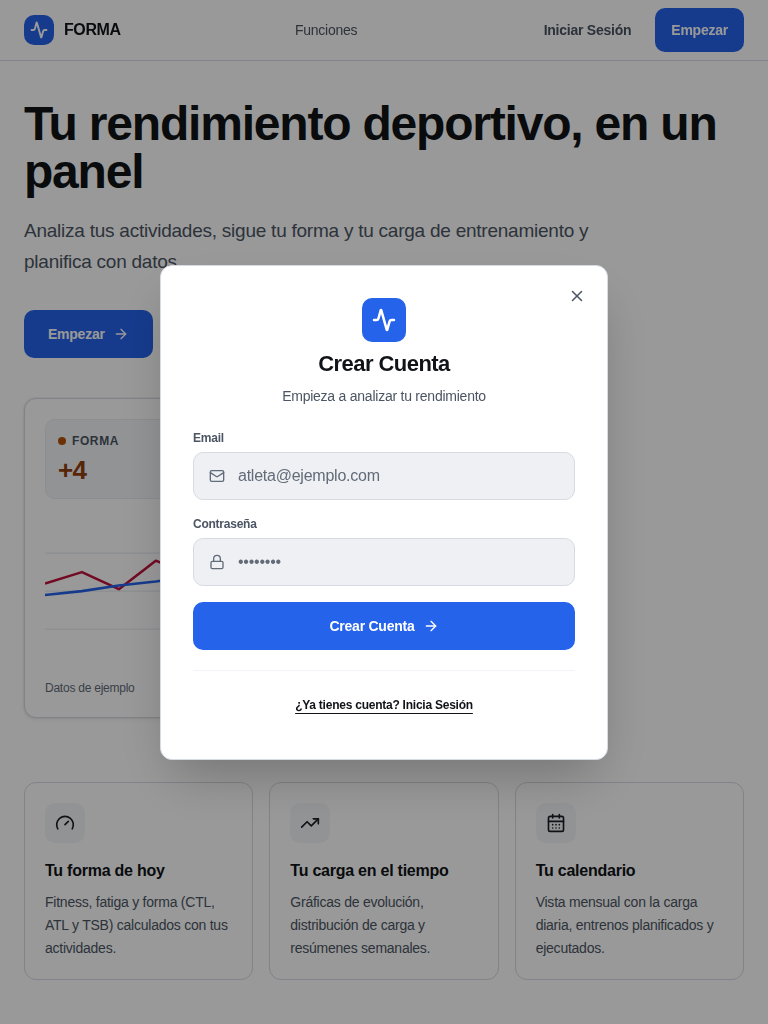 FORMA
Funciones
Iniciar Sesión
Empezar
Tu rendimiento deportivo, en un
panel
Analiza tus actividades, sigue tu forma y tu carga de entrenamiento y
planifica con datos
Empezar
FORMA
+4
Datos de ejemplo
Crear Cuenta
Empieza a analizar tu rendimiento
Email
atleta@ejemplo.com
Contraseña
••••••••
Crear Cuenta
¿Ya tienes cuenta? Inicia Sesión
Tu forma de hoy
Fitness, fatiga y forma (CTL,
ATL y TSB) calculados con tus
actividades.
Tu carga en el tiempo
Gráficas de evolución,
distribución de carga y
resúmenes semanales.
Tu calendario
Vista mensual con la carga
diaria, entrenos planificados y
ejecutados.